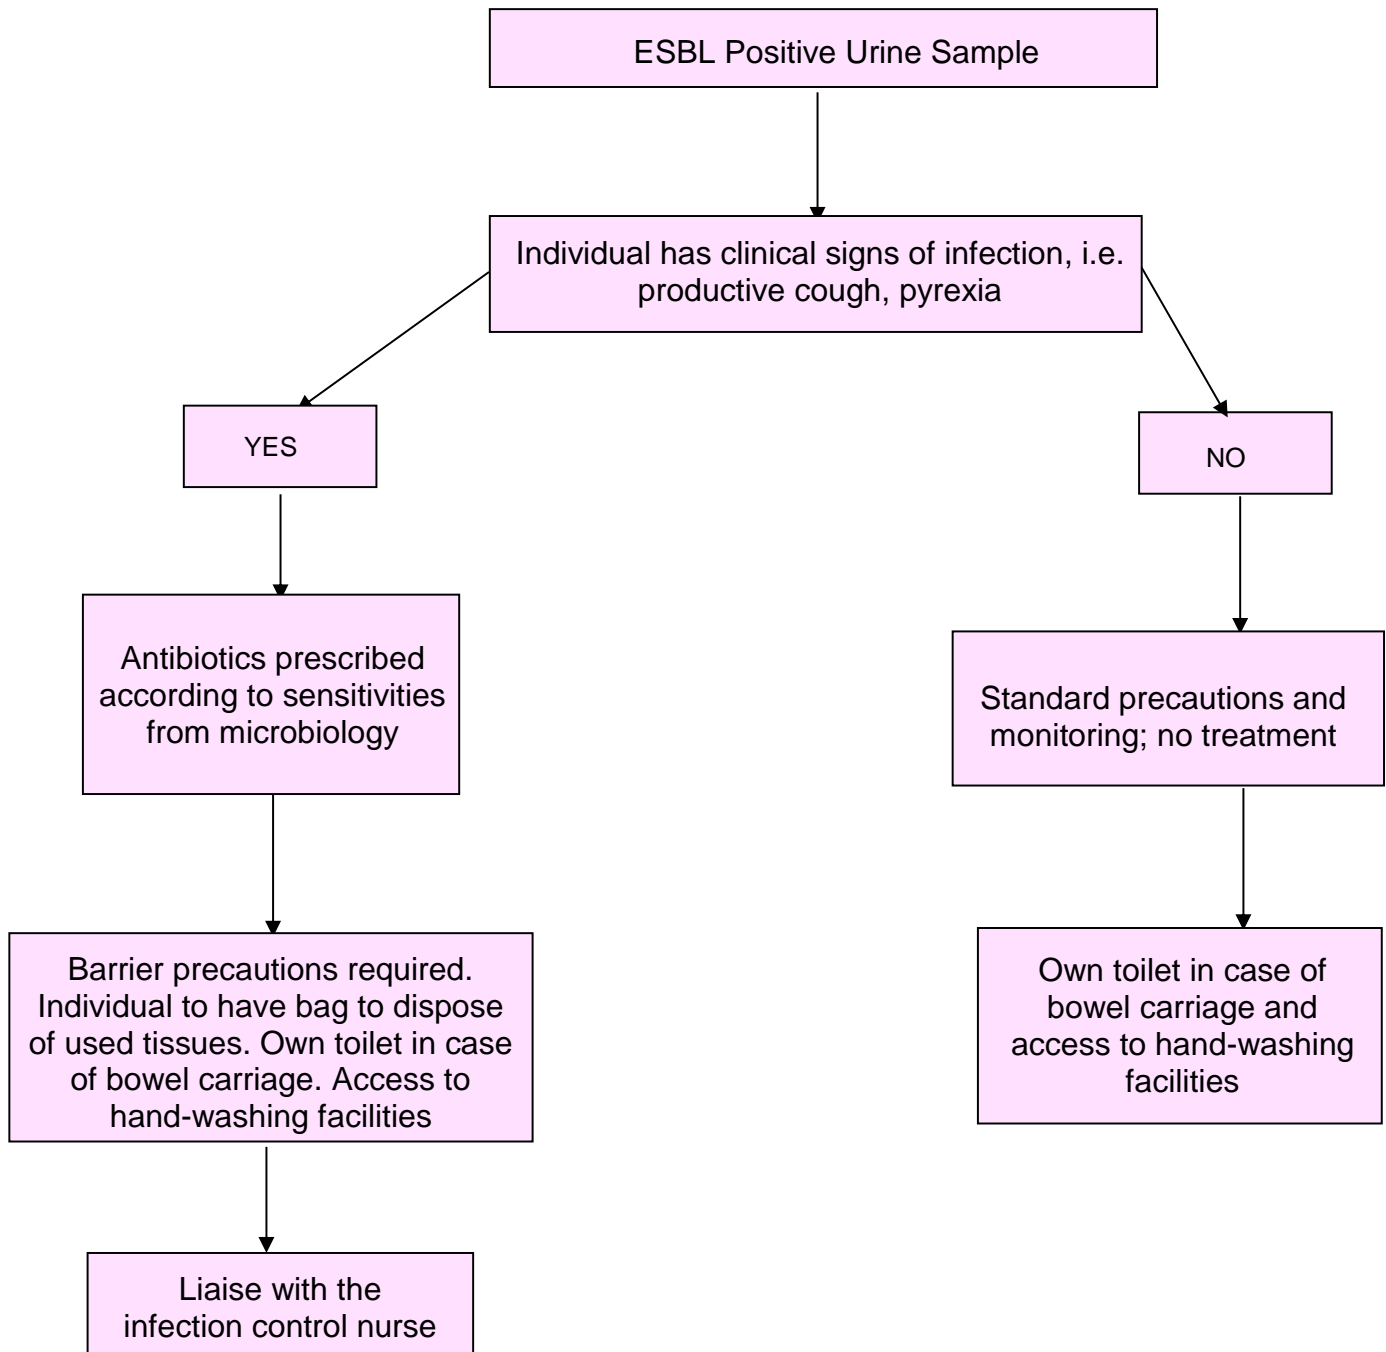 ESBL Positive Urine Sample
Individual has clinical signs of infection, i.e.
productive cough, pyrexia
YES
NO
Antibiotics prescribed
according to sensitivities
from microbiology
Standard precautions and
monitoring; no treatment
Barrier precautions required.
Individual to have bag to dispose
of used tissues. Own toilet in case
of bowel carriage. Access to
hand-washing facilities
Own toilet in case of
bowel carriage and
access to hand-washing
facilities
Liaise with the
infection control nurse